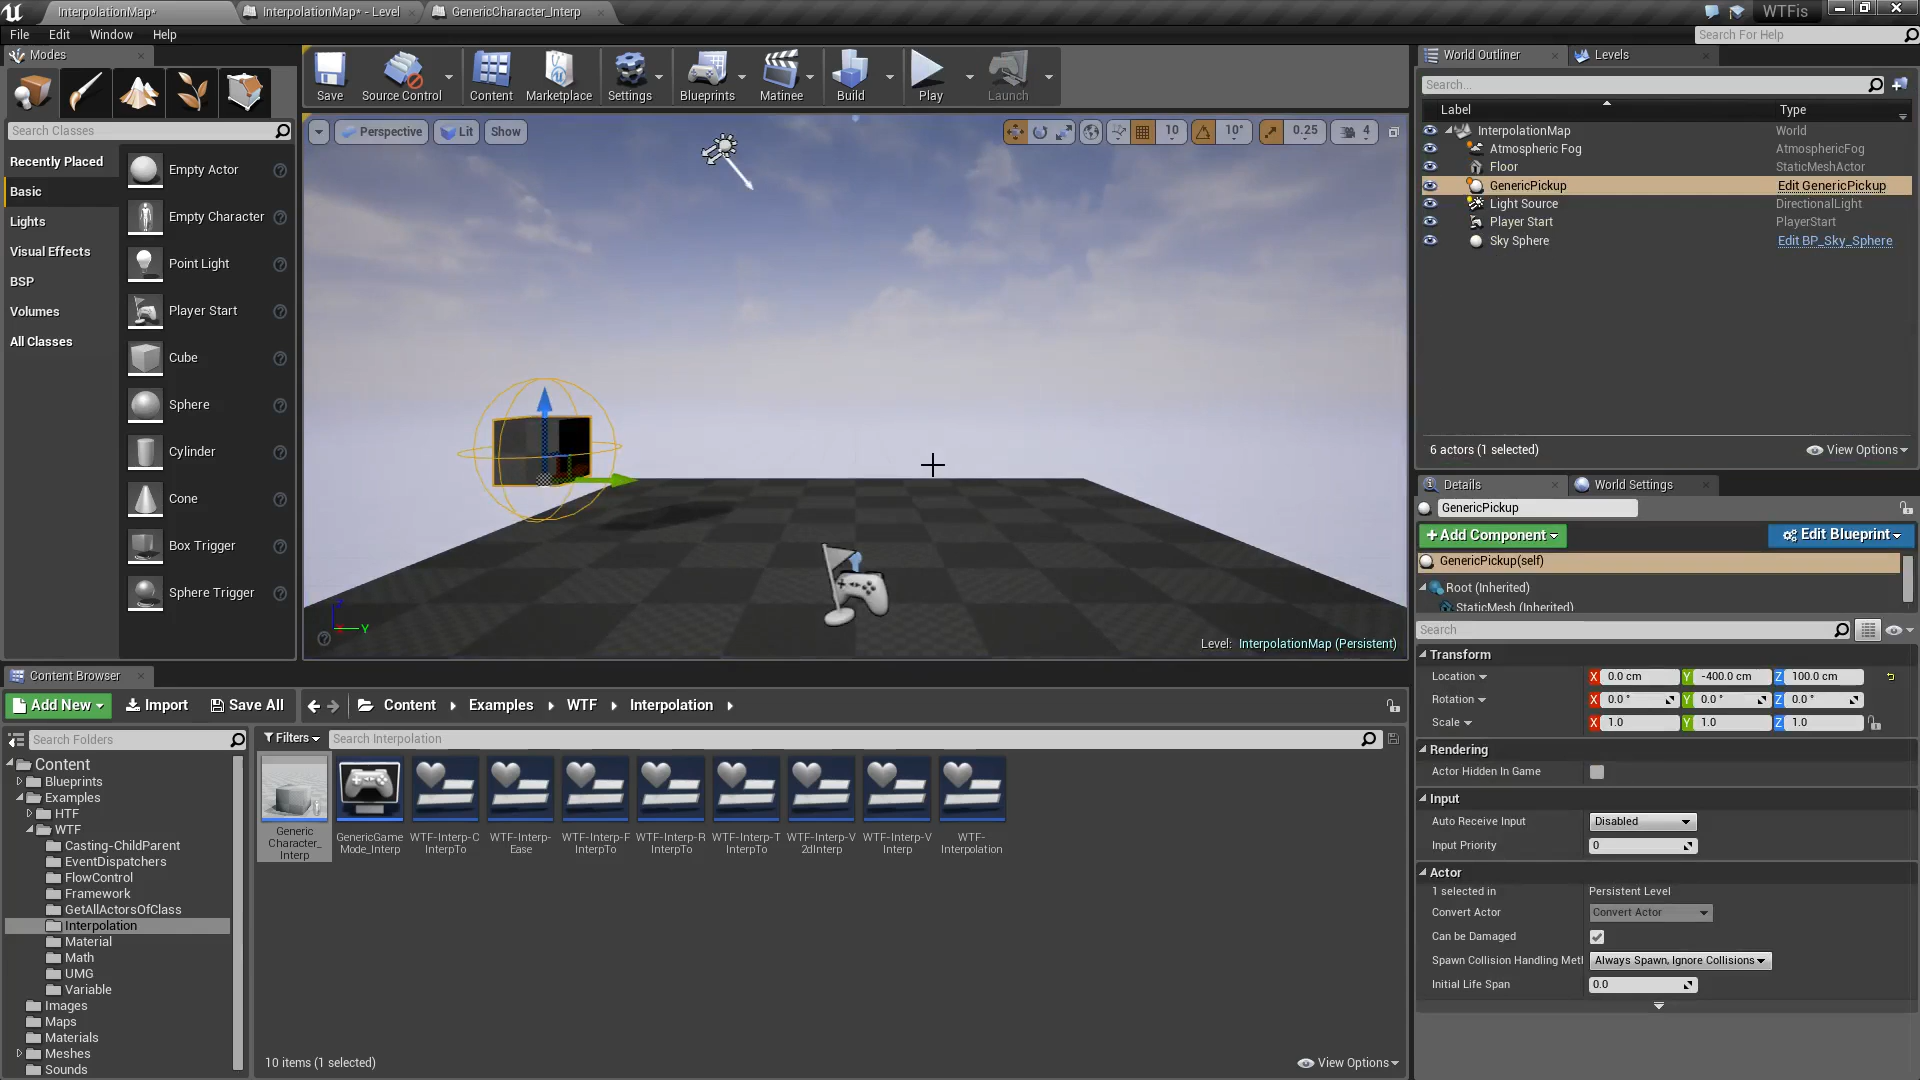 InterpolationMap*
InterpolationMap* - Level
GenericCharacter_Interp
WTFis
File Edit Window Help
Search For Help
Modes
Save
Source Control
Content
Marketplace
Settings
Blueprints
Matinee
Build
Play
Launch
Search Classes
Recently Placed
Basic
Lights
Visual Effects
BSP
Volumes
All Classes
Empty Actor
Empty Character
Point Light
Player Start
Cube
Sphere
Cylinder
Cone
Box Trigger
Sphere Trigger
Perspective Lit Show
10 10° 0.25 4
Y
Level: InterpolationMap (Persistent)
World Outliner Levels
Search...
Label Type
InterpolationMap World
Atmospheric Fog AtmosphericFog
Floor StaticMeshActor
GenericPickup Edit GenericPickup
Light Source DirectionalLight
Player Start PlayerStart
Sky Sphere Edit BP_Sky_Sphere
6 actors (1 selected)
View Options
Details World Settings
GenericPickup
+Add Component Edit Blueprint
GenericPickup(self)
Root (Inherited)
StaticMesh (Inherited)
Search
Transform
Location X 0.0 cm Y -400.0 cm Z 100.0 cm
Rotation X 0.0 ° Y 0.0 ° Z 0.0 °
Scale X 1.0 Y 1.0 Z 1.0
Rendering
Actor Hidden In Game
Input
Auto Receive Input Disabled
Input Priority 0
Actor
1 selected in Persistent Level
Convert Actor Convert Actor
Can be Damaged
Spawn Collision Handling Met Always Spawn, Ignore Collisions
Initial Life Span 0.0
Content Browser
Add New Import Save All
Content Examples WTF Interpolation
Search Folders
Filters
Search Interpolation
Content
Blueprints
Examples
HTF
WTF
Casting-ChildParent
EventDispatchers
FlowControl
Framework
GetAllActorsOfClass
Interpolation
Material
Math
UMG
Variable
Images
Maps
Materials
Meshes
Sounds
Generic
Character_
Interp
GenericGame
Mode_Interp
WTF-Interp-C
InterpTo
WTF-Interp-
Ease
WTF-Interp-F
InterpTo
WTF-Interp-R
InterpTo
WTF-Interp-T
InterpTo
WTF-Interp-V
2dInterp
WTF-Interp-V
Interp
WTF-
Interpolation
10 items (1 selected)
View Options